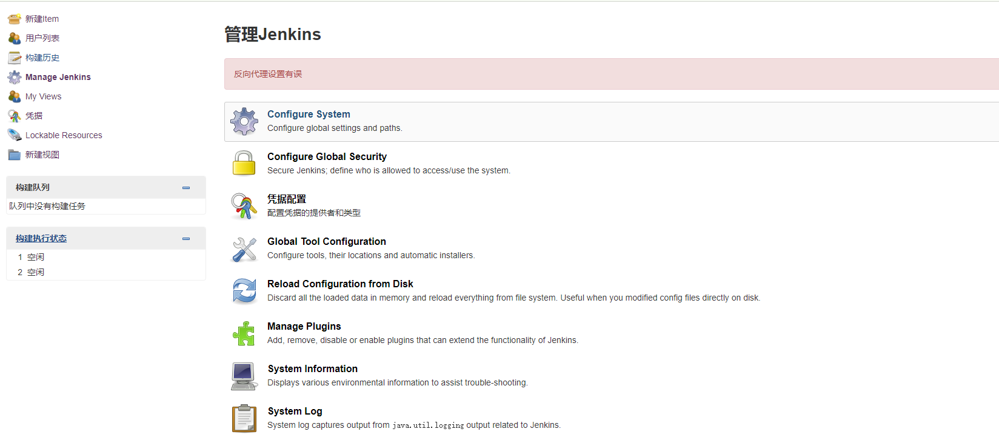 新建Item
用户列表
构建历史
Manage Jenkins
My Views
凭据
Lockable Resources
新建视图
构建队列
队列中没有构建任务
构建执行状态
1 空闲
2 空闲
管理Jenkins
反向代理设置有误
Configure System
Configure global settings and paths.
Configure Global Security
Secure Jenkins; define who is allowed to access/use the system.
凭据配置
配置凭据的提供者和类型
Global Tool Configuration
Configure tools, their locations and automatic installers.
Reload Configuration from Disk
Discard all the loaded data in memory and reload everything from file system. Useful when you modified config files directly on disk.
Manage Plugins
Add, remove, disable or enable plugins that can extend the functionality of Jenkins.
System Information
Displays various environmental information to assist trouble-shooting.
System Log
System log captures output from java.util.logging output related to Jenkins.